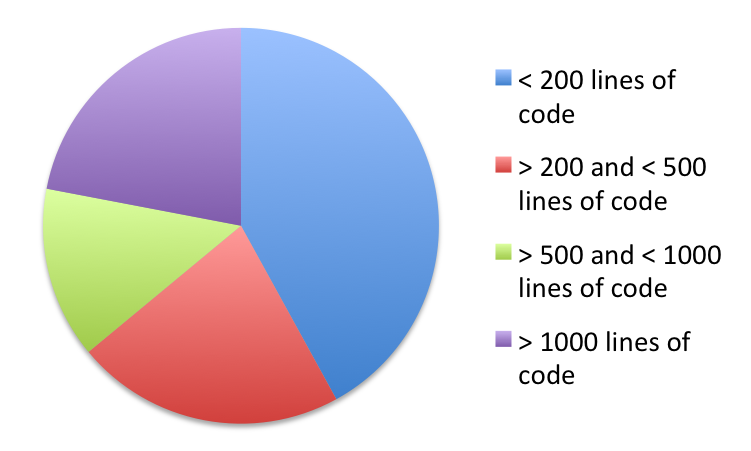 < 200 lines of
code
> 200 and < 500
lines of code
> 500 and < 1000
lines of code
> 1000 lines of
code